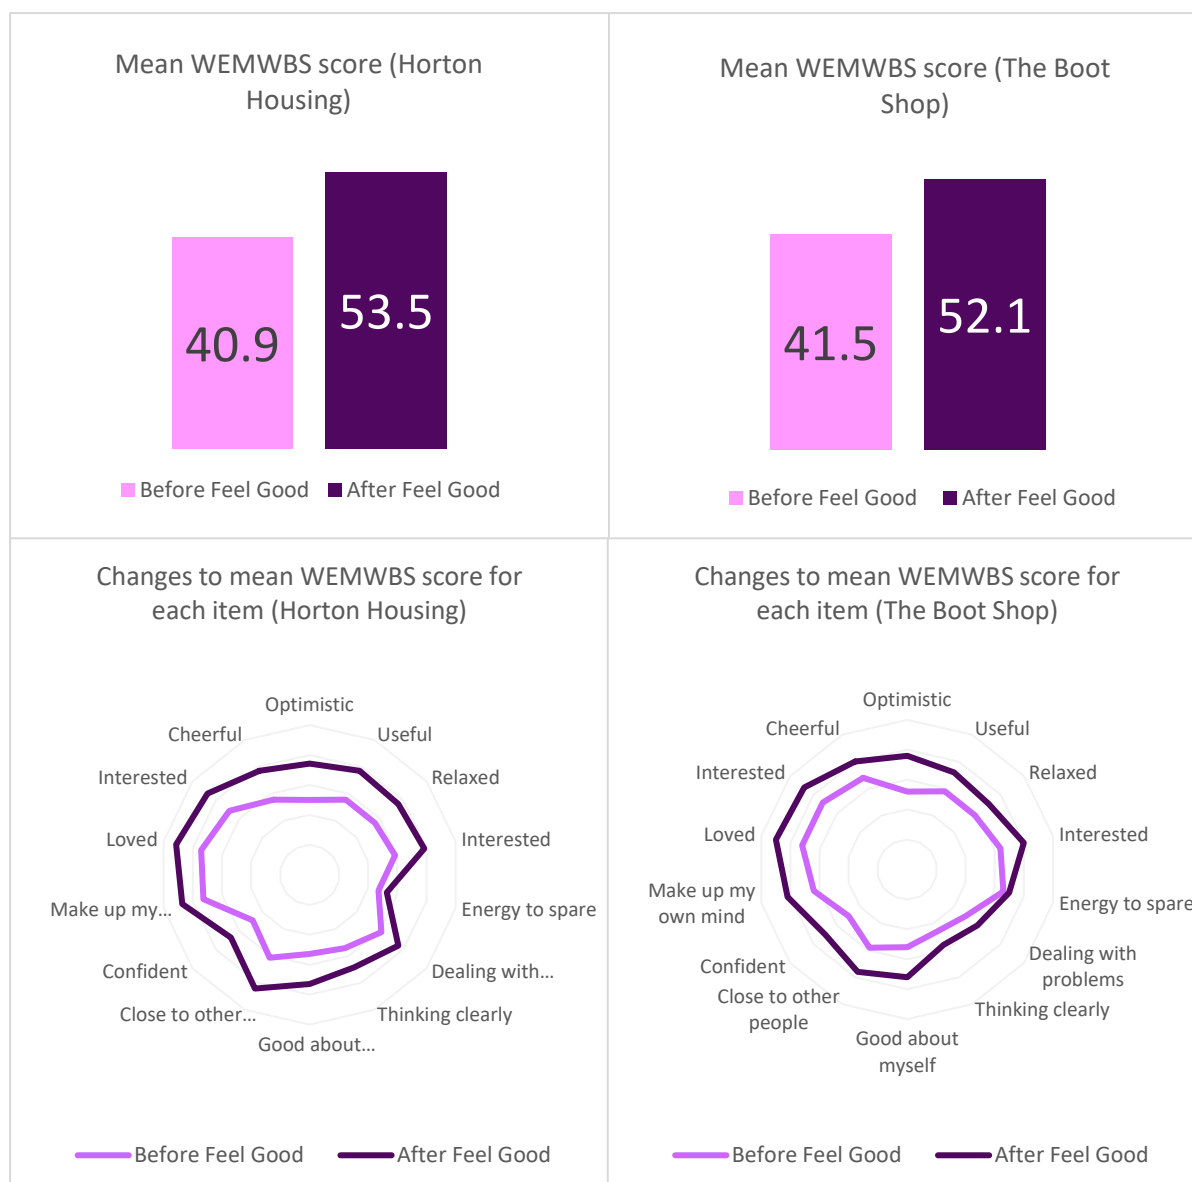 Mean WEMWBS score (Horton
Housing)
40.9
53.5
Before Feel Good
After Feel Good
Mean WEMWBS score (The Boot
Shop)
41.5
52.1
Before Feel Good
After Feel Good
Changes to mean WEMWBS score for
each item (Horton Housing)
Optimistic
Useful
Relaxed
Interested
Energy to spare
Dealing with...
Thinking clearly
Good about...
Close to other...
Confident
Make up my...
Loved
Interested
Cheerful
Before Feel Good
After Feel Good
Changes to mean WEMWBS score for
each item (The Boot Shop)
Optimistic
Useful
Relaxed
Interested
Energy to spare
Dealing with
problems
Thinking clearly
Good about
myself
Close to other
people
Confident
Make up my
own mind
Loved
Interested
Cheerful
Before Feel Good
After Feel Good